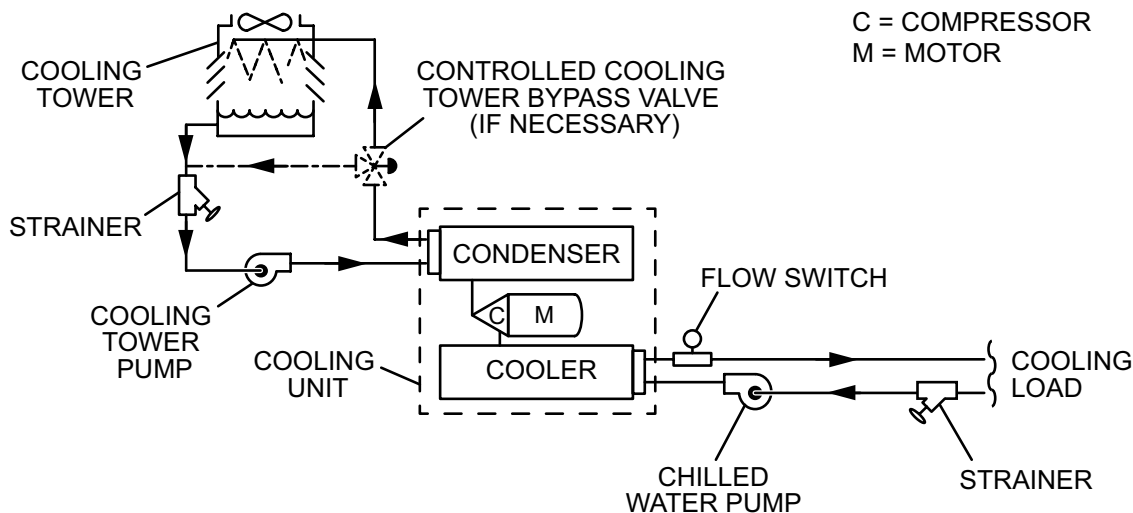 C = COMPRESSOR
M = MOTOR
COOLING
TOWER
CONTROLLED COOLING
TOWER BYPASS VALVE
(IF NECESSARY)
STRAINER
CONDENSER
FLOW SWITCH
COOLING
TOWER
PUMP
C
M
COOLING
UNIT
COOLER
COOLING
LOAD
CHILLED
WATER PUMP
STRAINER